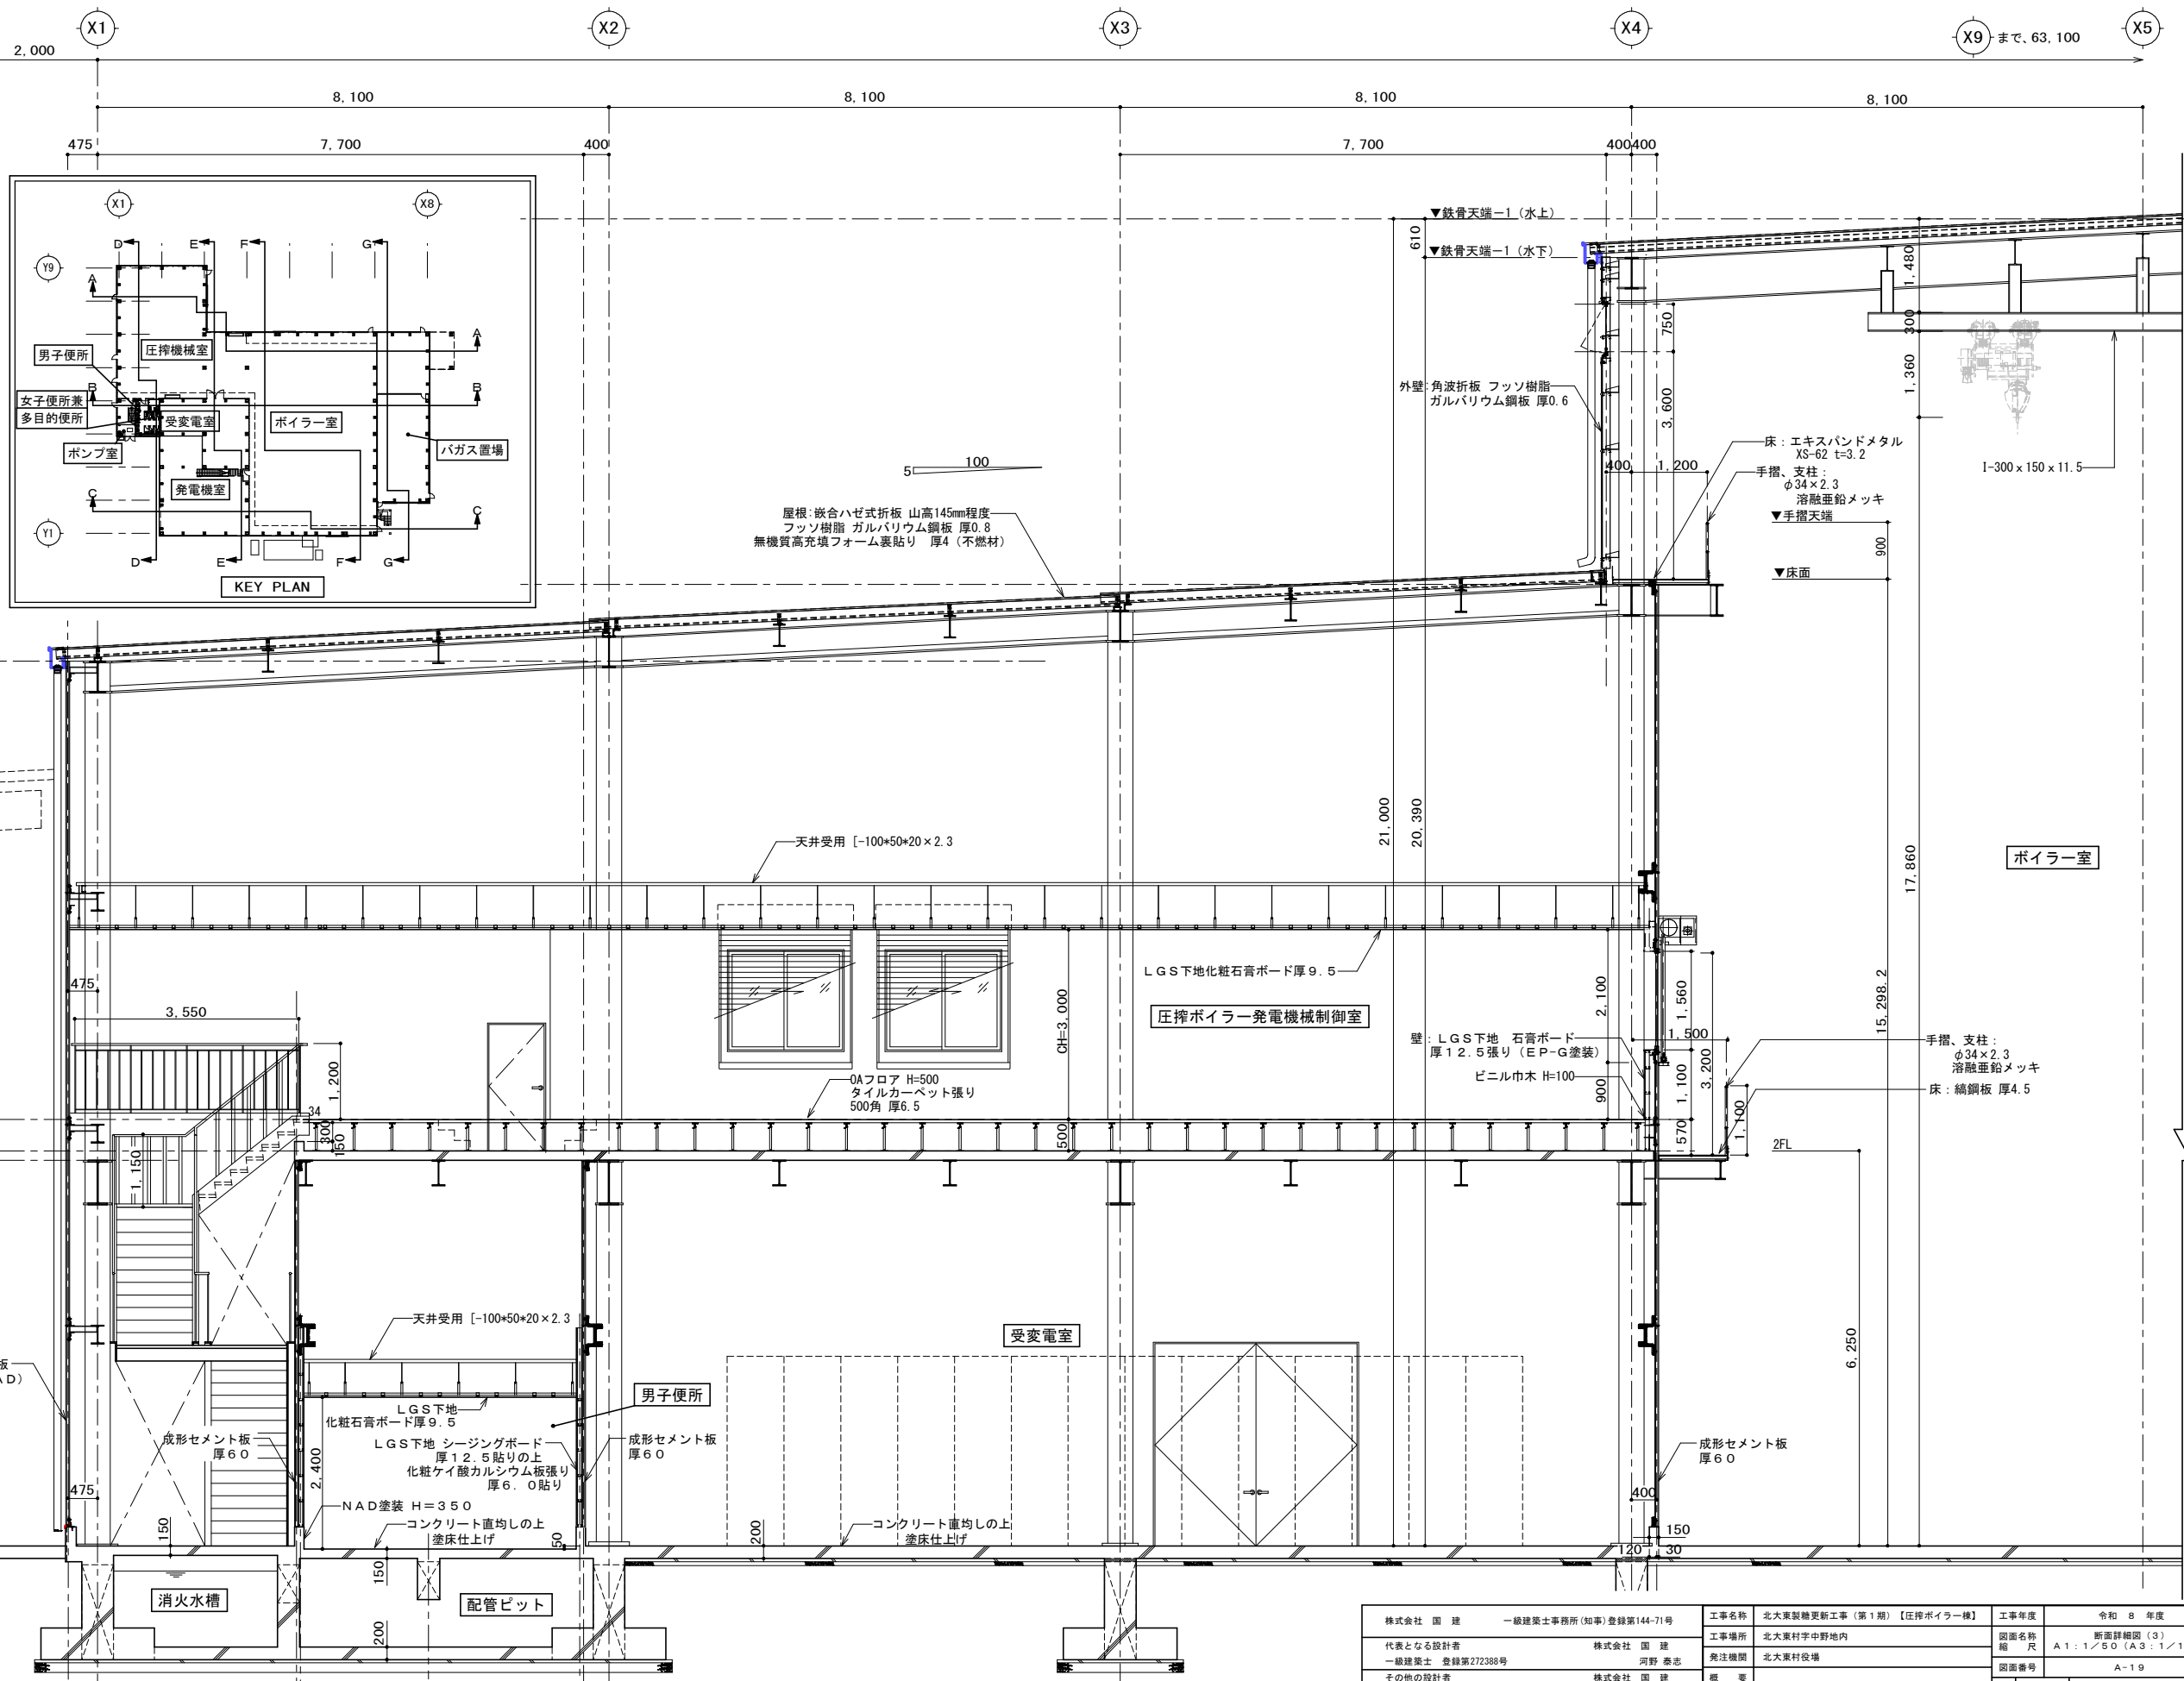 X1
X2
X3
X4
X9 まで、63,100
X5
2,000
8,100
8,100
8,100
8,100
475
7,700
400
7,700
400
400
X1
X8
D
E
F
G
Y9
A
A
男子便所
圧搾機械室
B
B
女子便所兼
多目的便所
受変電室
ボイラー室
ポンプ室
バガス置場
発電機室
C
C
Y1
D
E
F
G
KEY PLAN
▼鉄骨天端－1（水上）
610
▼鉄骨天端－1（水下）
1,480
300
750
1,360
外壁:角波折板 フッソ樹脂
ガルバリウム鋼板 厚0.6
3,600
床：エキスパンドメタル
XS-62 t=3.2
I-300ｘ150ｘ11.5
100
5
400
1,200
手摺、支柱：
φ34×2.3
溶融亜鉛メッキ
屋根:嵌合ハゼ式折板 山高145mm程度
フッソ樹脂 ガルバリウム鋼板 厚0.8
無機質高充填フォーム裏貼り 厚4（不燃材）
▼手摺天端
900
▼床面
21,000
20,390
天井受用 [-100*50*20×2.3
17,860
ボイラー室
475
LGS下地化粧石膏ボード厚9.5
15,298.2
3,550
圧搾ボイラー発電機械制御室
2,100
1,560
CH=3,000
1,500
壁：LGS下地 石膏ボード
厚12.5張り（EP-G塗装）
手摺、支柱：
φ34×2.3
溶融亜鉛メッキ
1,200
OAフロア H=500
タイルカーペット張り
500角 厚6.5
ビニル巾木 H=100
900
1,100
3,200
床：縞鋼板 厚4.5
34
300
150
500
570
1,100
2FL
1,150
天井受用 [-100*50*20×2.3
受変電室
6,250
板
AD）
男子便所
LGS下地
化粧石膏ボード厚9.5
成形セメント板
厚60
LGS下地 シージングボード
厚12.5貼りの上
化粧ケイ酸カルシウム板張り
厚6.0貼り
成形セメント板
厚60
成形セメント板
厚60
2,400
475
400
NAD塗装 H=350
コンクリート直均しの上
塗床仕上げ
コンクリート直均しの上
塗床仕上げ
150
50
200
150
120
30
150
消火水槽
配管ピット
200
株式会社 国 建 一級建築士事務所(知事)登録第144-71号
代表となる設計者 株式会社 国 建
一級建築士 登録第272388号 河野 泰志
その他の設計者 株式会社 国 建
工事名称 北大東製糖更新工事（第1期）【圧搾ボイラー棟】
工事場所 北大東村字中野地内
発注機関 北大東村役場
概 要
工事年度 令和 8 年度
図面名称 断面詳細図（3）
縮 尺 A1：1／50（A3：1／1
図面番号 A-19